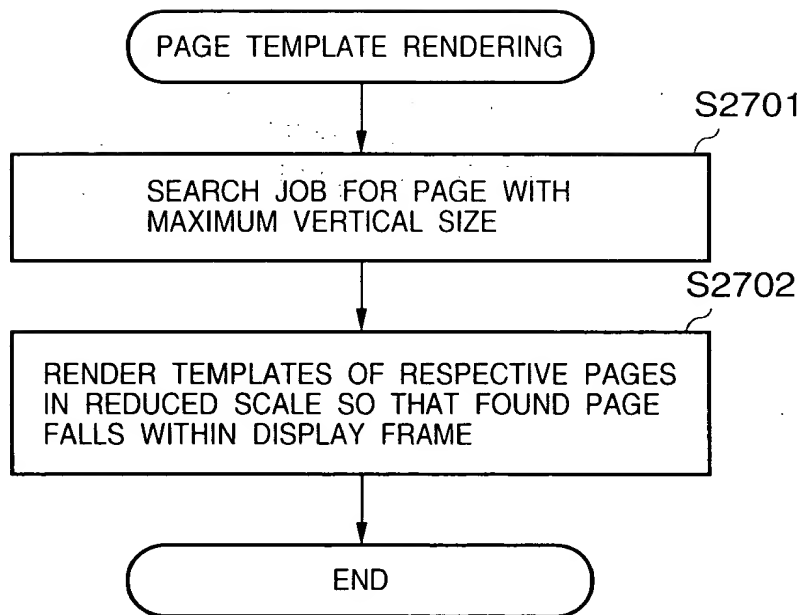 PAGE TEMPLATE RENDERING
S2701
SEARCH JOB FOR PAGE WITH
MAXIMUM VERTICAL SIZE
S2702
RENDER TEMPLATES OF RESPECTIVE PAGES
IN REDUCED SCALE SO THAT FOUND PAGE
FALLS WITHIN DISPLAY FRAME
END